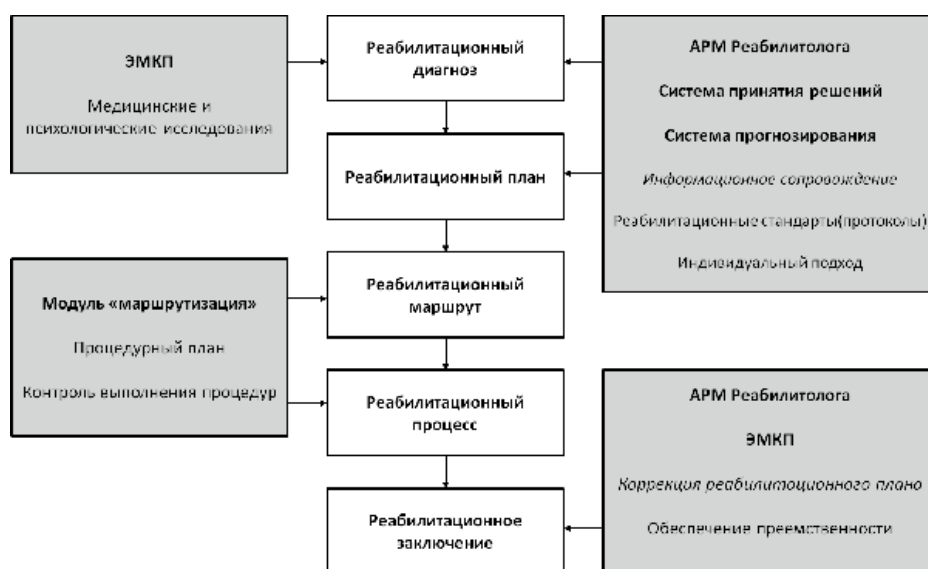 ЭМКП
Медицинские и
психологические исследования
Реабилитационный
диагноз
АРМ Реабилитолога
Система принятия решений
Система прогнозирования
Информационное сопровождение
Реабилитационные стандарты(протоколы)
Индивидуальный подход
Реабилитационный план
Модуль «маршрутизация»
Процедурный план
Контроль выполнения процедур
Реабилитационный
маршрут
Реабилитационный
процесс
АРМ Реабилитолога
ЭМКП
Коррекция реабилитационного плана
Обеспечение преемственности
Реабилитационное
заключение